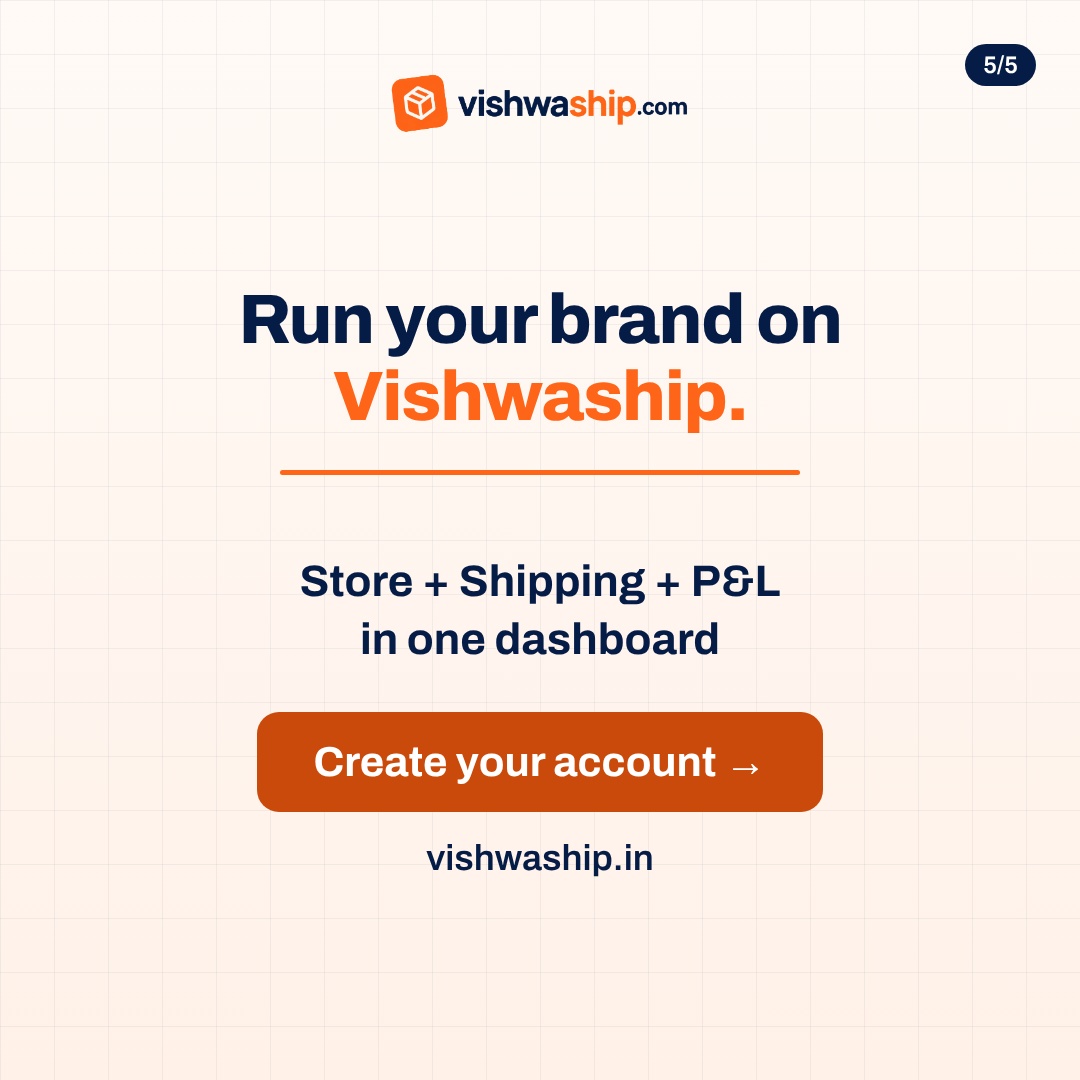 vishwaship.com
5/5
Run your brand on
Vishwaship.
Store + Shipping + P&L
in one dashboard
Create your account →
vishwaship.in